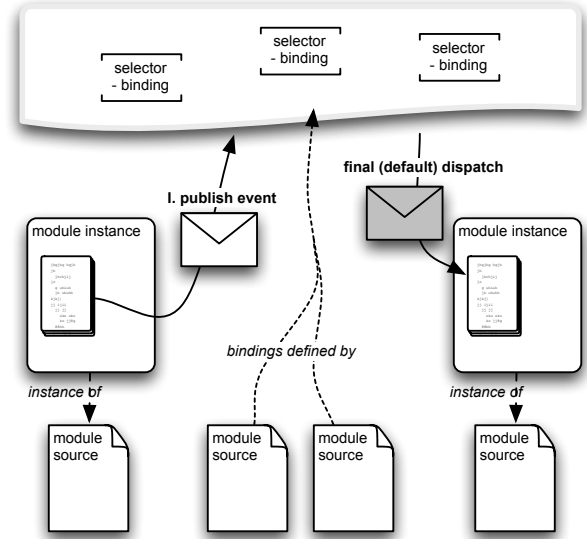 selector
- binding
selector
- binding
selector
- binding
final (default) dispatch
I. publish event
module instance
module instance
bindings defined by
instance of
instance of
module
source
module
source
module
source
module
source